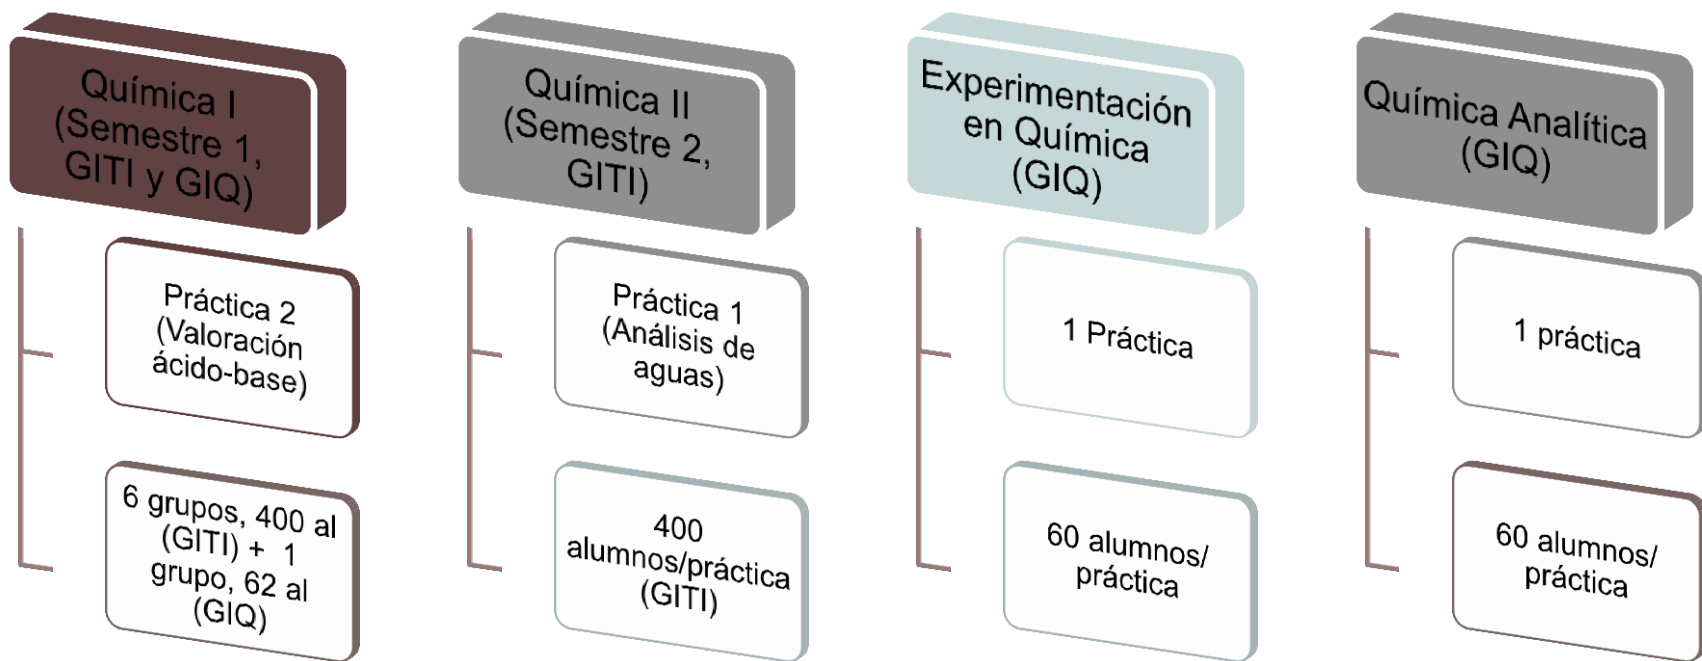 Química I
(Semestre 1,
GITI y GIQ)
Práctica 2
(Valoración
ácido-base)
6 grupos, 400 al
(GITI) + 1
grupo, 62 al
(GIQ)
Química II
(Semestre 2,
GITI)
Práctica 1
(Análisis de
aguas)
400
alumnos/práctica
(GITI)
Experimentación
en Química
(GIQ)
1 Práctica
60 alumnos/
práctica
Química Analítica
(GIQ)
1 práctica
60 alumnos/
práctica